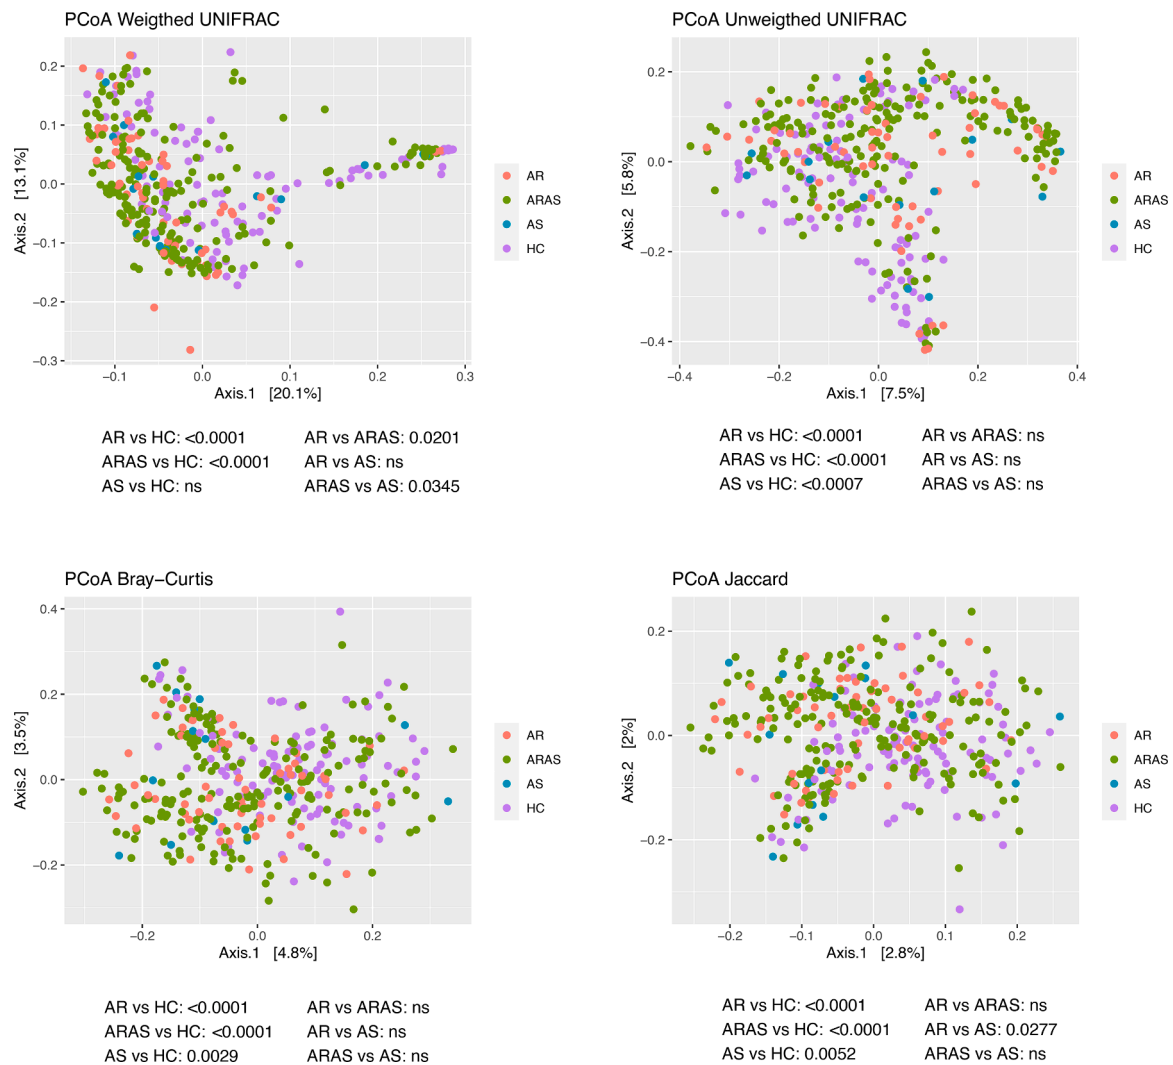 PCoA Weigthed UNIFRAC
0.2
0.1
0.0
−0.1
−0.2
−0.3
Axis.2 [13.1%]
−0.1 0.0 0.1 0.2 0.3
Axis.1 [20.1%]
AR
ARAS
AS
HC
AR vs HC: <0.0001 AR vs ARAS: 0.0201
ARAS vs HC: <0.0001 AR vs AS: ns
AS vs HC: ns ARAS vs AS: 0.0345
PCoA Unweigthed UNIFRAC
0.2
0.0
−0.2
−0.4
Axis.2 [5.8%]
−0.4 −0.2 0.0 0.2 0.4
Axis.1 [7.5%]
AR
ARAS
AS
HC
AR vs HC: <0.0001 AR vs ARAS: ns
ARAS vs HC: <0.0001 AR vs AS: ns
AS vs HC: <0.0007 ARAS vs AS: ns
PCoA Bray−Curtis
0.4
0.2
0.0
−0.2
Axis.2 [3.5%]
−0.2 0.0 0.2
Axis.1 [4.8%]
AR
ARAS
AS
HC
AR vs HC: <0.0001 AR vs ARAS: ns
ARAS vs HC: <0.0001 AR vs AS: ns
AS vs HC: 0.0029 ARAS vs AS: ns
PCoA Jaccard
0.2
0.0
−0.2
Axis.2 [2%]
−0.2 −0.1 0.0 0.1 0.2
Axis.1 [2.8%]
AR
ARAS
AS
HC
AR vs HC: <0.0001 AR vs ARAS: ns
ARAS vs HC: <0.0001 AR vs AS: 0.0277
AS vs HC: 0.0052 ARAS vs AS: ns